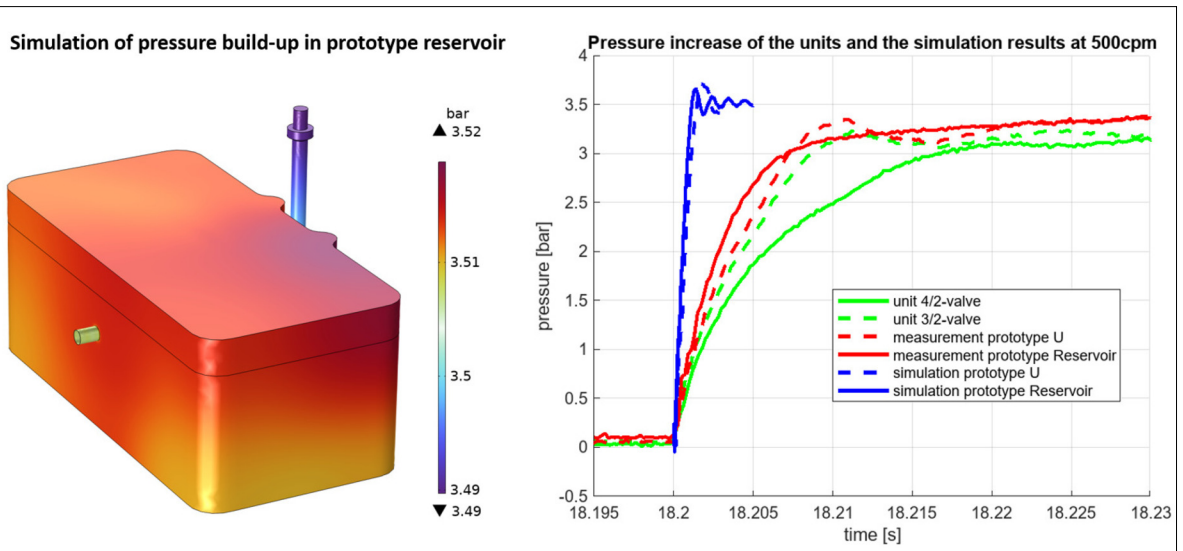 Simulation of pressure build-up in prototype reservoir
bar
▲ 3.52
3.51
3.5
3.49
▼ 3.49
Pressure increase of the units and the simulation results at 500cpm
4
3.5
3
2.5
2
1.5
1
0.5
0
-0.5
pressure [bar]
unit 4/2-valve
unit 3/2-valve
measurement prototype U
measurement prototype Reservoir
simulation prototype U
simulation prototype Reservoir
18.195 18.2 18.205 18.21 18.215 18.22 18.225 18.23
time [s]